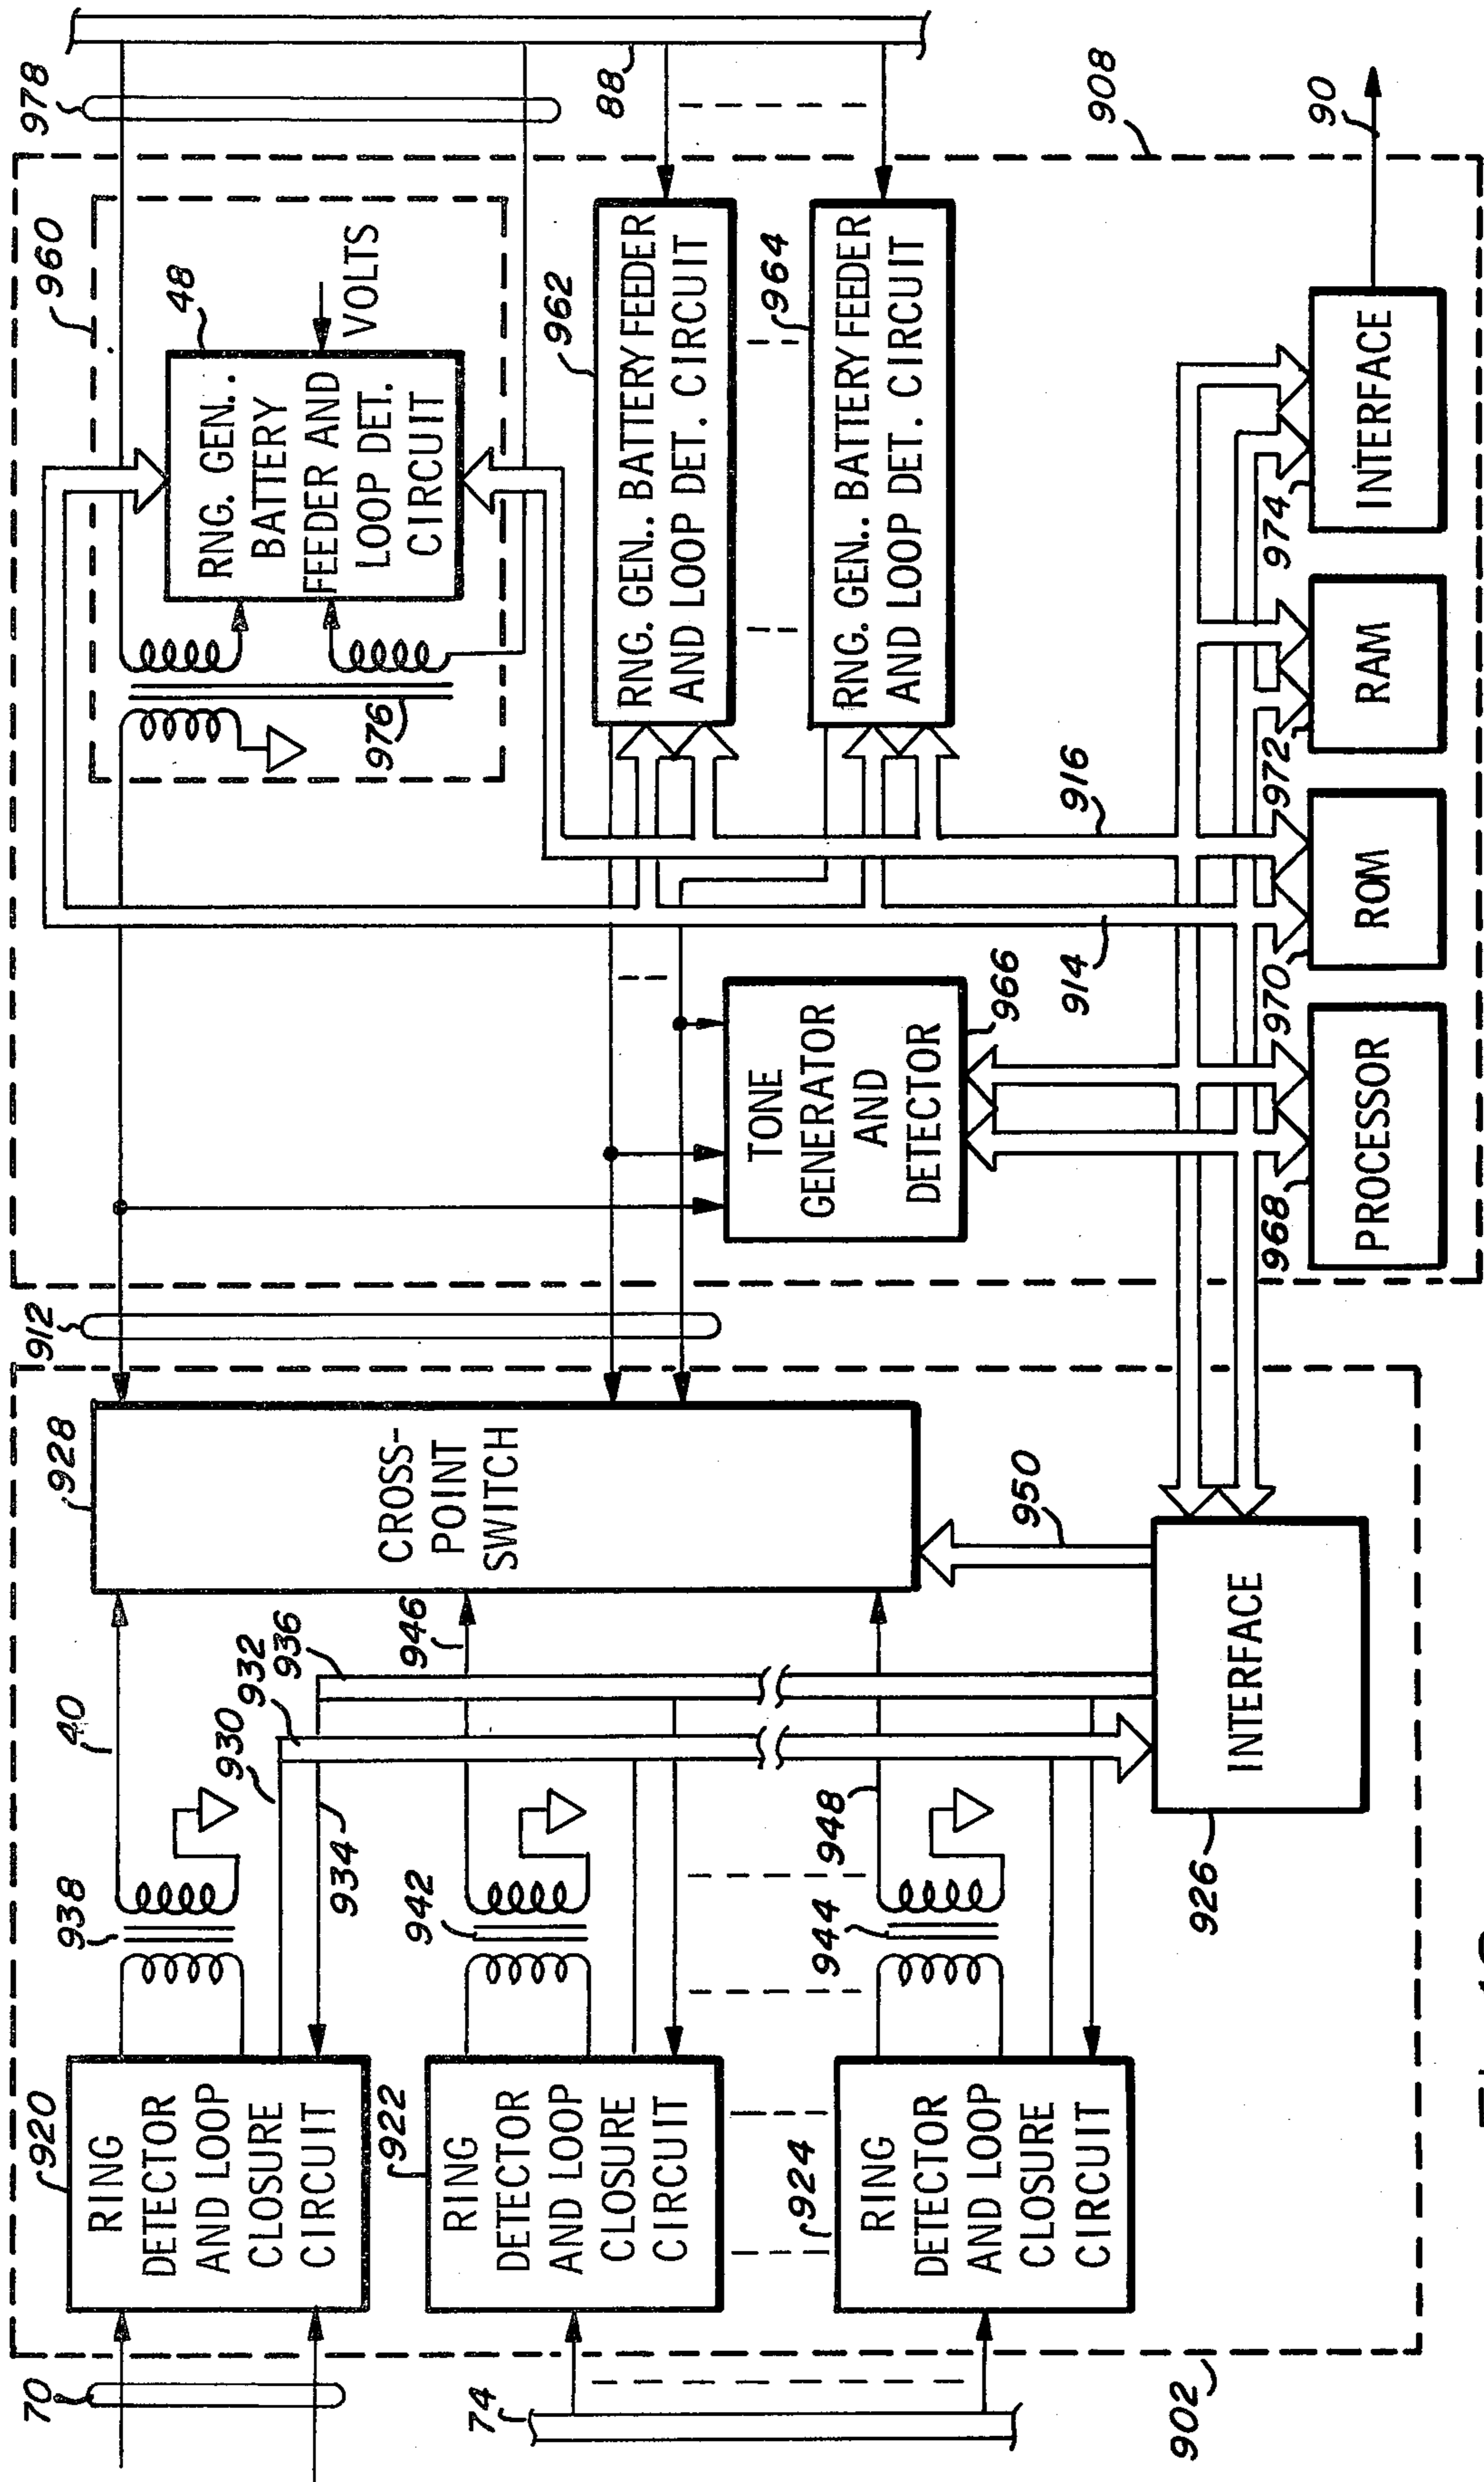 70
74
902
920
RING
DETECTOR
AND LOOP
CLOSURE
CIRCUIT
922
RING
DETECTOR
AND LOOP
CLOSURE
CIRCUIT
924
RING
DETECTOR
AND LOOP
CLOSURE
CIRCUIT
938
942
944
40
930
932
936
934
946
948
926
INTERFACE
950
928
CROSS-
POINT
SWITCH
912
960
48
RNG. GEN..
BATTERY
FEEDER AND
LOOP DET.
CIRCUIT
VOLTS
976
978
962
RNG. GEN.. BATTERY FEEDER
AND LOOP DET. CIRCUIT
964
RNG. GEN.. BATTERY FEEDER
AND LOOP DET. CIRCUIT
88
908
90
966
TONE
GENERATOR
AND
DETECTOR
914
916
968
PROCESSOR
970
ROM
972
RAM
974
INTERFACE